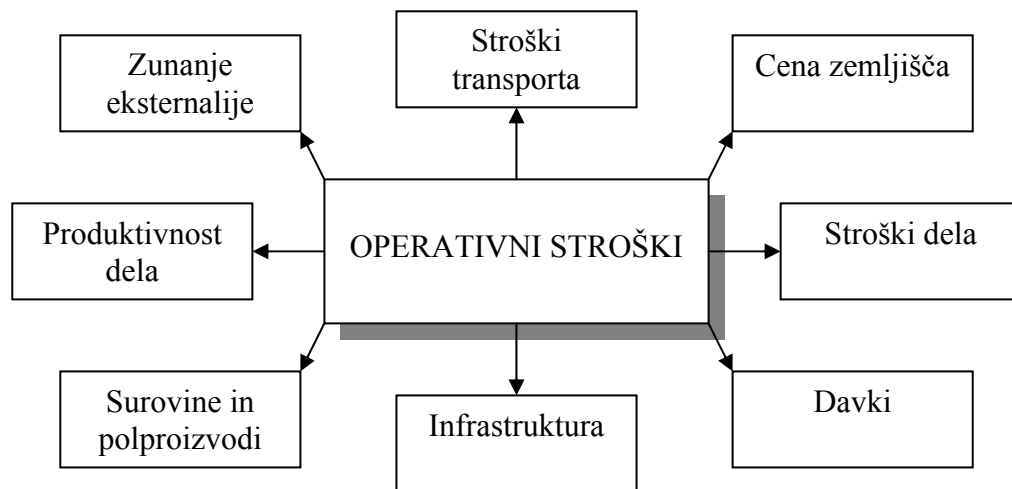 Zunanje
eksternalije
Stroški
transporta
Cena zemljišča
Produktivnost
dela
OPERATIVNI STROŠKI
Stroški dela
Surovine in
polproizvodi
Infrastruktura
Davki